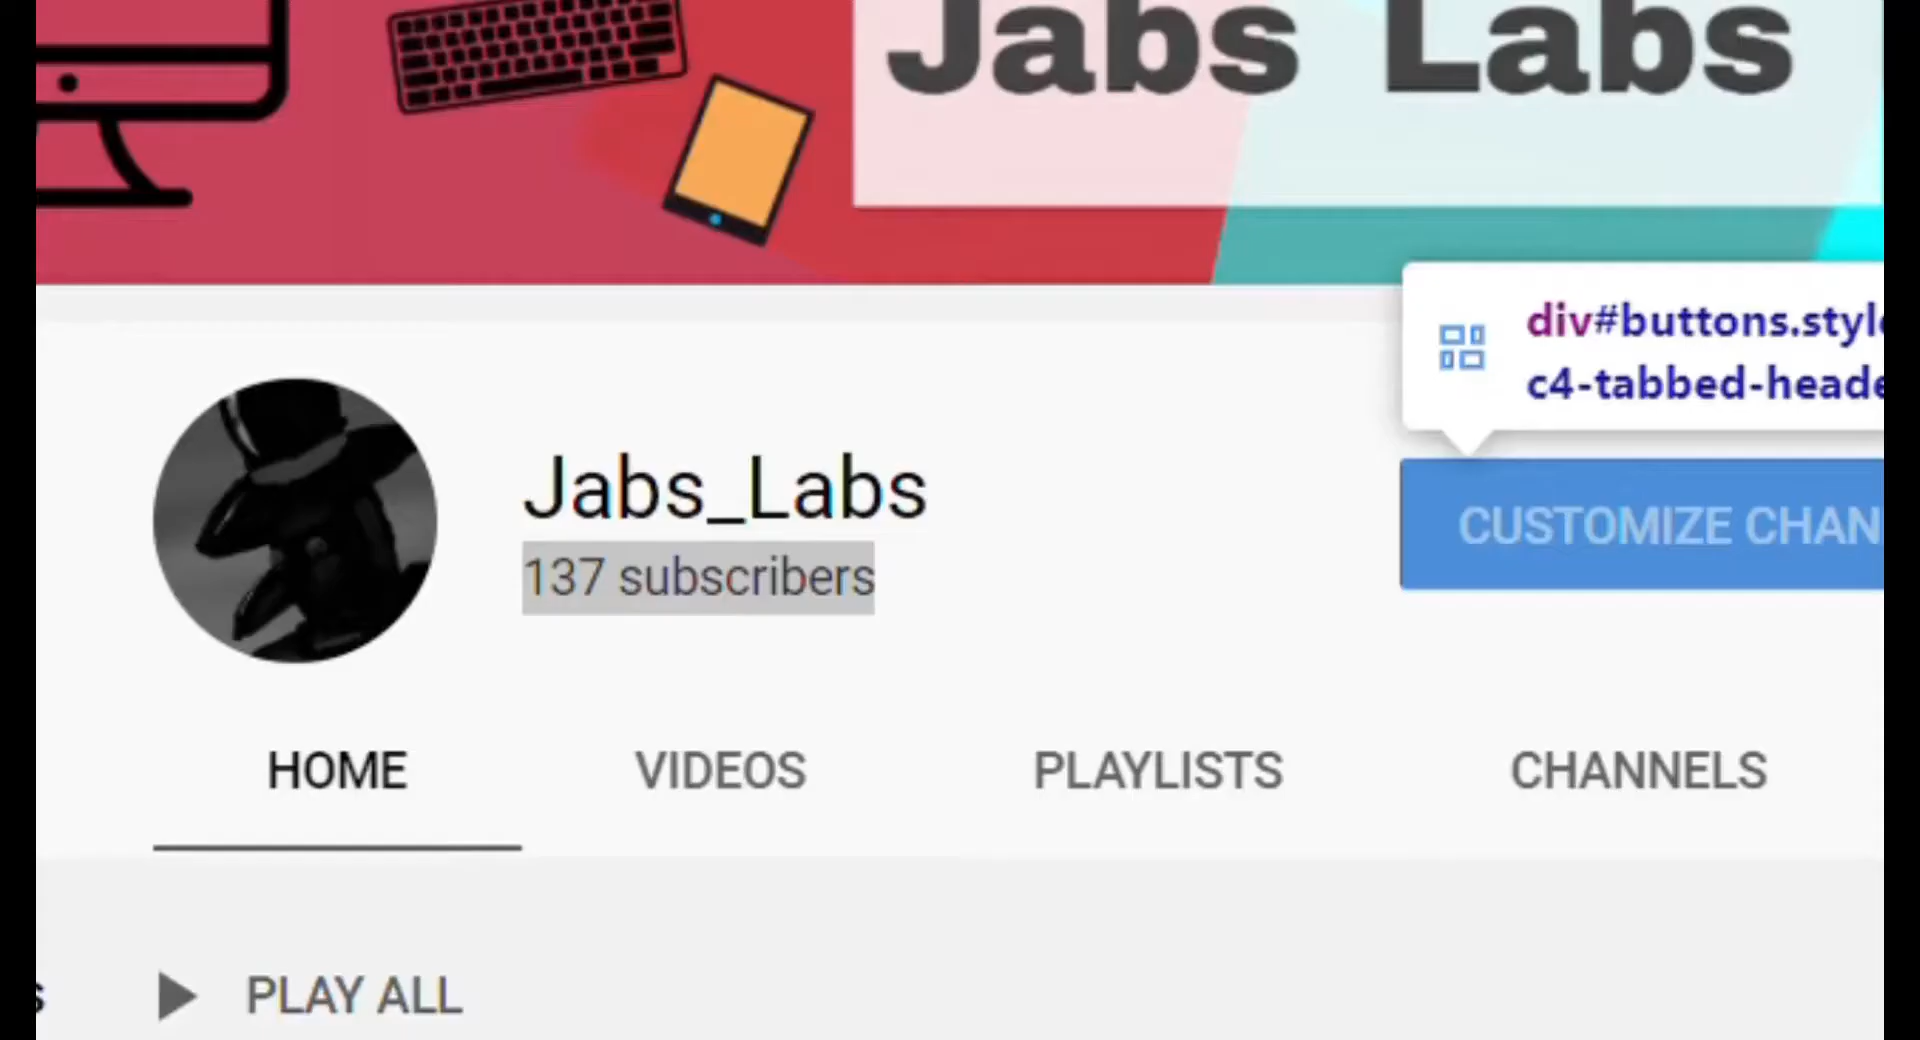 Jabs Labs
div#buttons.styl
c4-tabbed-heade
Jabs_Labs
CUSTOMIZE CHAN
137 subscribers
HOME VIDEOS PLAYLISTS CHANNELS
s PLAY ALL